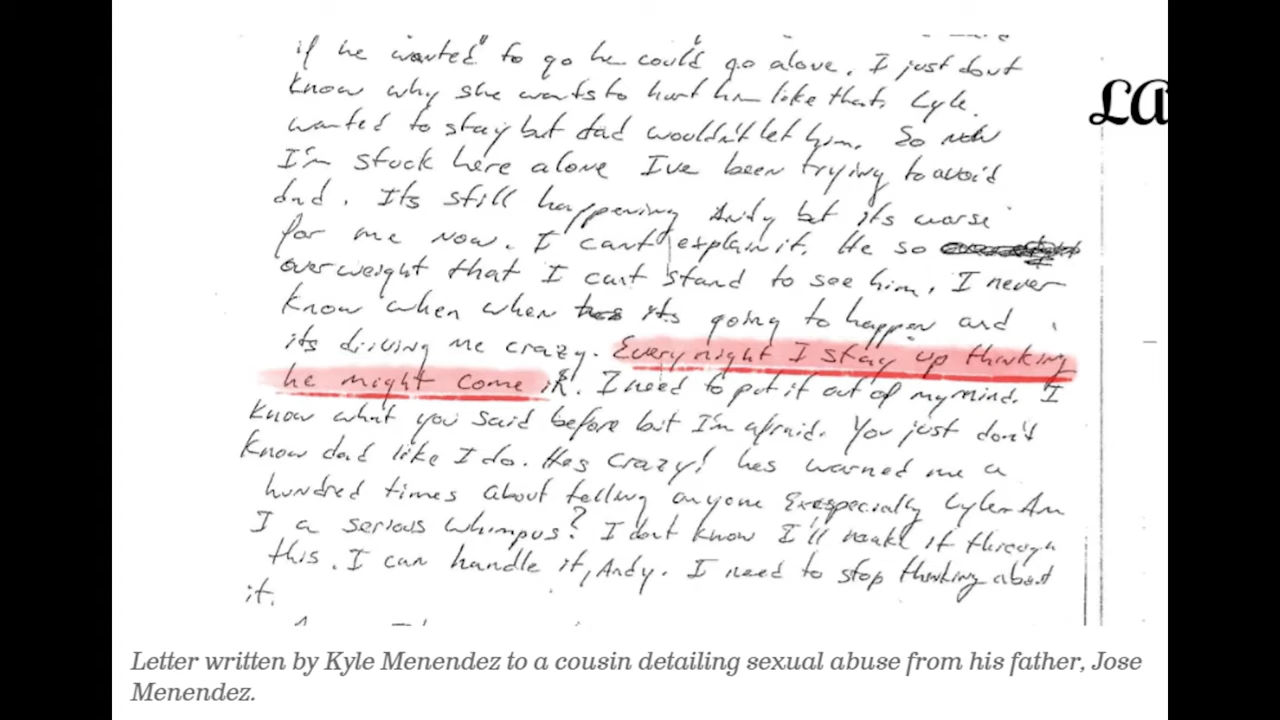 if he wanted" to go he could go alone. I just dont
know why she wants to hurt him like that. Lyle
wanted to stay but dad wouldn't let him. So now
I'm stuck here alone I've been trying to avoid
dad. Its still happening Andy but its worse
for me now. I can't explain it. He so
overweight that I cant stand to see him. I never
know when when its going to happen and
its driving me crazy. Every night I stay up thinking
he might come in. I need to put it out of my mind. I
know what you said before but I'm afraid. You just don't
know dad like I do. Hes crazy! hes warned me a
hundred times about telling anyone Exespecially Lyle. Am
I a serious whimpus? I dont know I'll make it through
this. I can handle it, Andy. I need to stop thinking about
it.
LA
Letter written by Kyle Menendez to a cousin detailing sexual abuse from his father, Jose
Menendez.